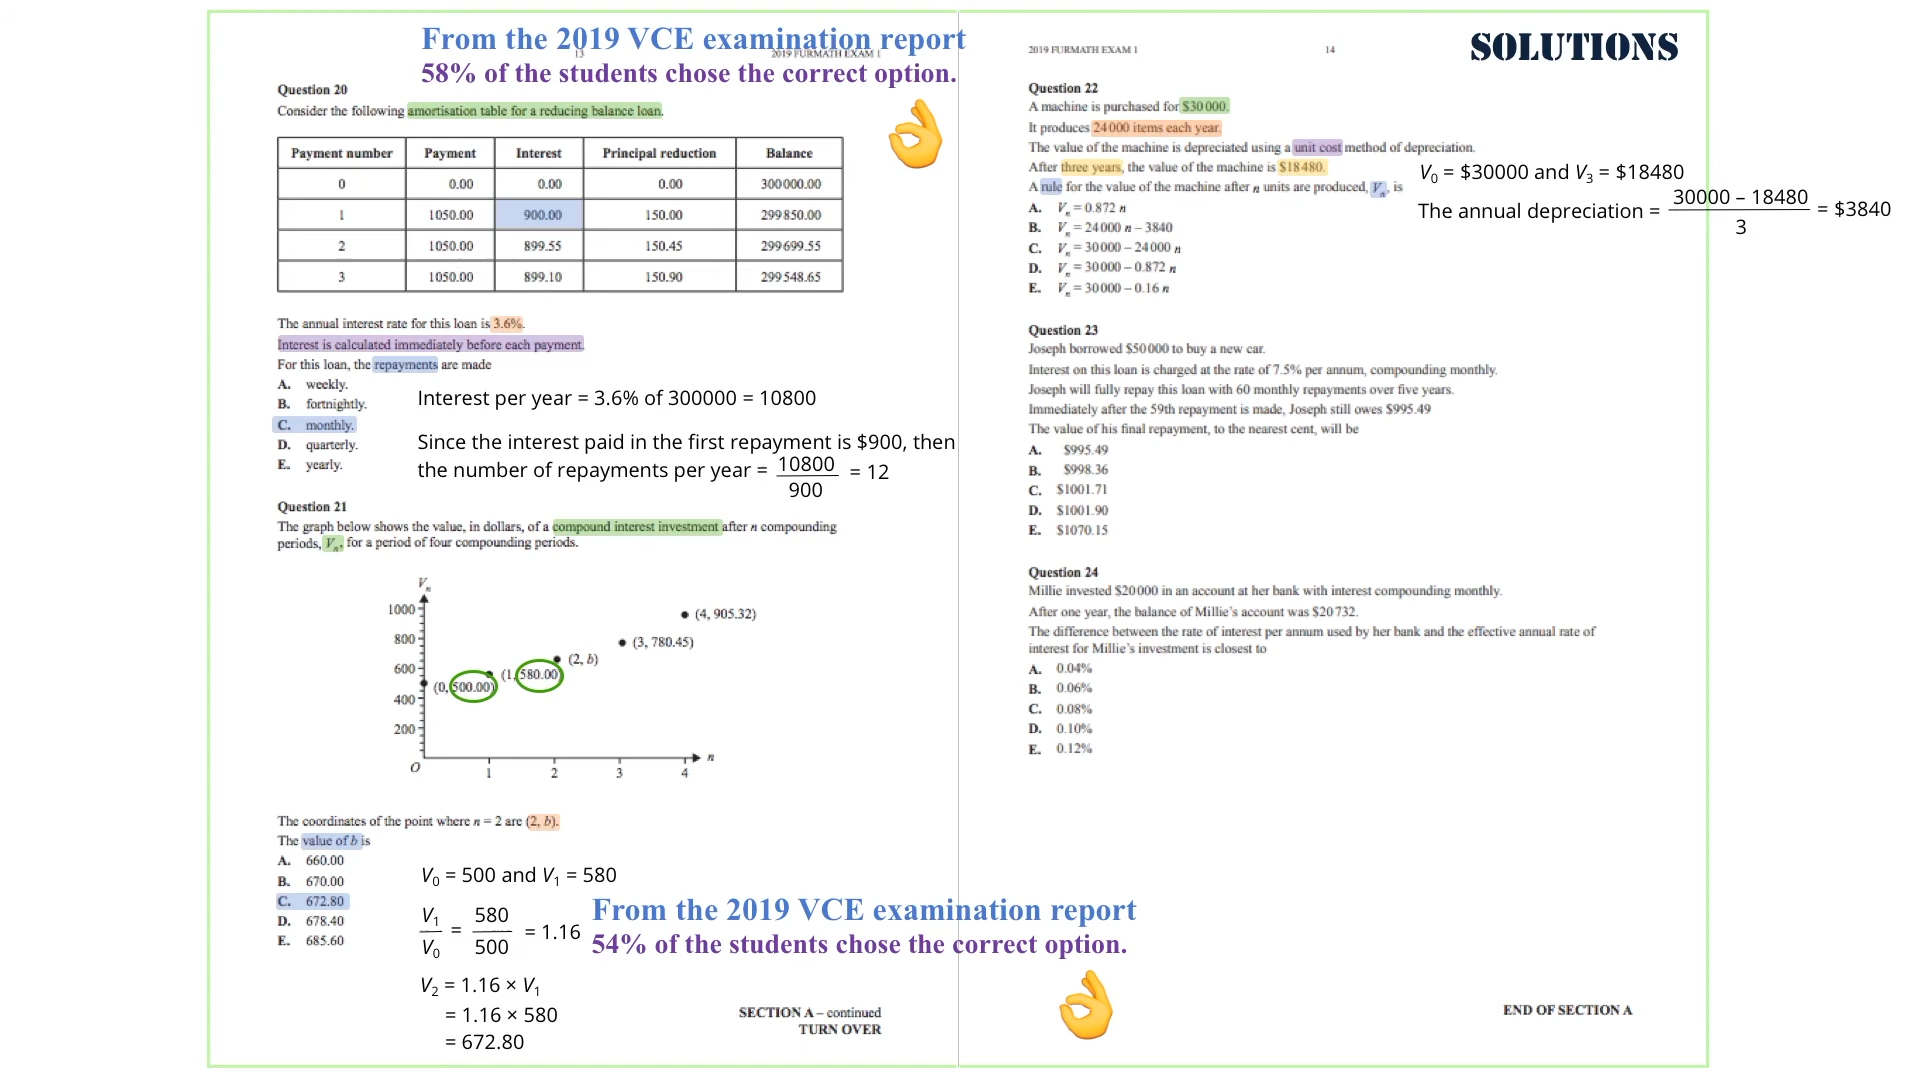 From the 2019 VCE examination report
13 2019 FURMATH EXAM 1
58% of the students chose the correct option.
Question 20
Consider the following amortisation table for a reducing balance loan.
Payment number Payment Interest Principal reduction Balance
0 0.00 0.00 0.00 300 000.00
1 1050.00 900.00 150.00 299 850.00
2 1050.00 899.55 150.45 299 699.55
3 1050.00 899.10 150.90 299 548.65
The annual interest rate for this loan is 3.6%.
Interest is calculated immediately before each payment.
For this loan, the repayments are made
A. weekly.
B. fortnightly.
C. monthly.
D. quarterly.
E. yearly.
Interest per year = 3.6% of 300000 = 10800
Since the interest paid in the first repayment is $900, then
the number of repayments per year = 10800 / 900 = 12
Question 21
The graph below shows the value, in dollars, of a compound interest investment after n compounding
periods, Vn, for a period of four compounding periods.
Vn
1000
800
600
400
200
O
1 2 3 4
n
(0, 500.00)
(1, 580.00)
(2, b)
(3, 780.45)
(4, 905.32)
The coordinates of the point where n = 2 are (2, b).
The value of b is
A. 660.00
B. 670.00
C. 672.80
D. 678.40
E. 685.60
V0 = 500 and V1 = 580
V1 / V0 = 580 / 500 = 1.16
V2 = 1.16 × V1
= 1.16 × 580
= 672.80
From the 2019 VCE examination report
54% of the students chose the correct option.
SECTION A – continued
TURN OVER
2019 FURMATH EXAM 1 14
SOLUTIONS
Question 22
A machine is purchased for $30 000.
It produces 24 000 items each year.
The value of the machine is depreciated using a unit cost method of depreciation.
After three years, the value of the machine is $18 480.
A rule for the value of the machine after n units are produced, Vn, is
A. Vn = 0.872 n
B. Vn = 24 000 n – 3840
C. Vn = 30 000 – 24 000 n
D. Vn = 30 000 – 0.872 n
E. Vn = 30 000 – 0.16 n
V0 = $30000 and V3 = $18480
The annual depreciation = 30000 – 18480 / 3 = $3840
Question 23
Joseph borrowed $50 000 to buy a new car.
Interest on this loan is charged at the rate of 7.5% per annum, compounding monthly.
Joseph will fully repay this loan with 60 monthly repayments over five years.
Immediately after the 59th repayment is made, Joseph still owes $995.49
The value of his final repayment, to the nearest cent, will be
A. $995.49
B. $998.36
C. $1001.71
D. $1001.90
E. $1070.15
Question 24
Millie invested $20 000 in an account at her bank with interest compounding monthly.
After one year, the balance of Millie's account was $20 732.
The difference between the rate of interest per annum used by her bank and the effective annual rate of
interest for Millie's investment is closest to
A. 0.04%
B. 0.06%
C. 0.08%
D. 0.10%
E. 0.12%
END OF SECTION A